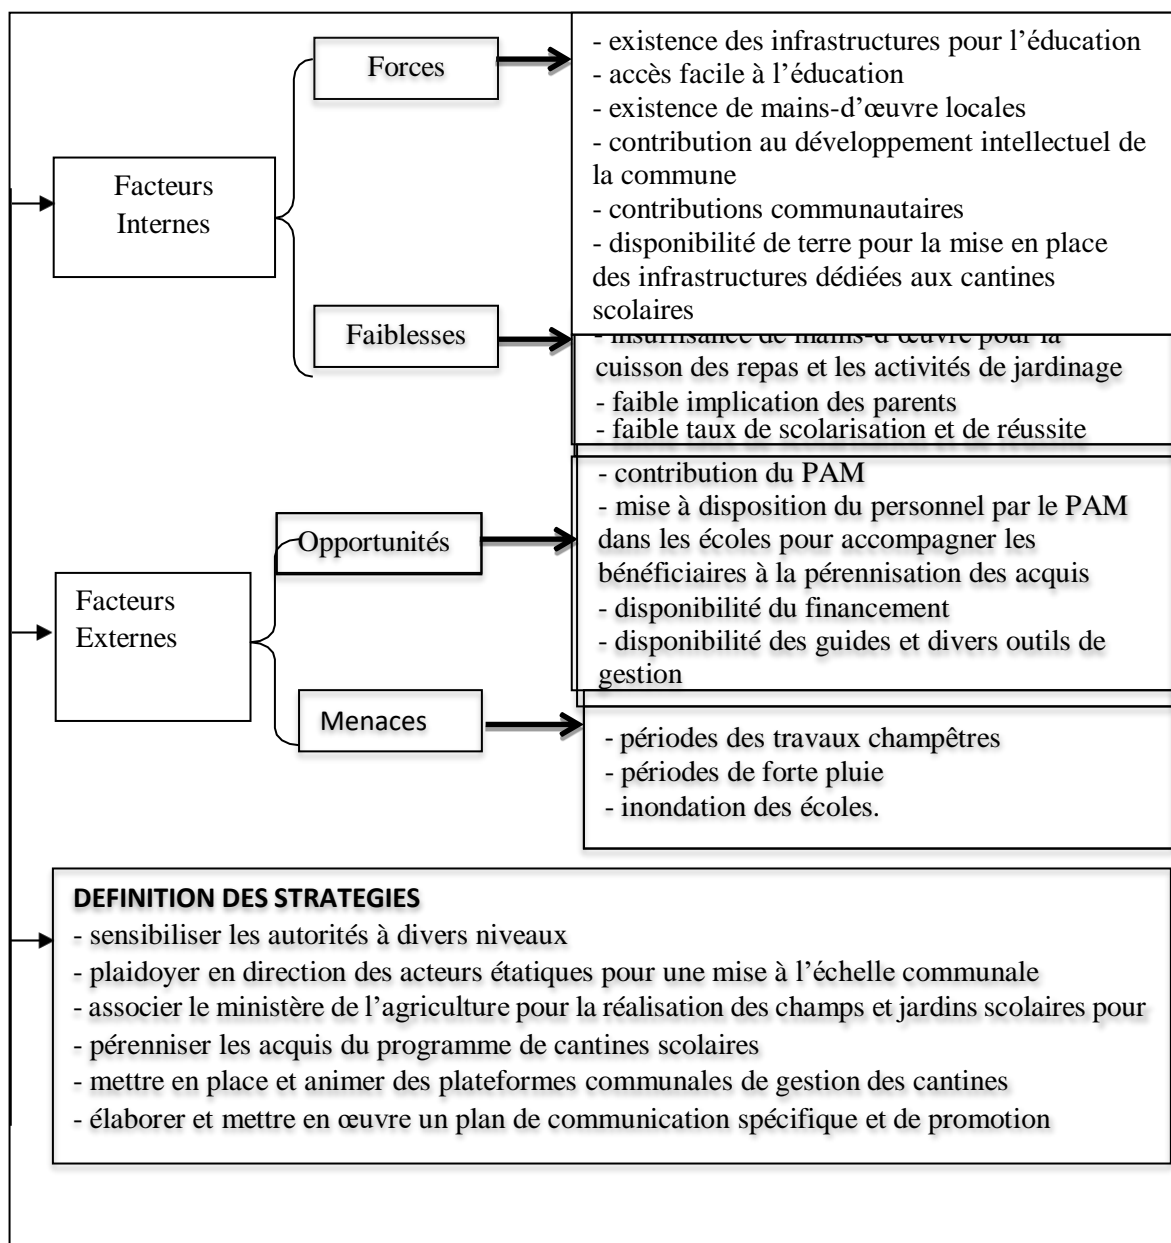 Forces
- existence des infrastructures pour l’éducation
- accès facile à l’éducation
- existence de mains-d’œuvre locales
- contribution au développement intellectuel de
la commune
- contributions communautaires
- disponibilité de terre pour la mise en place
des infrastructures dédiées aux cantines
scolaires
Facteurs
Internes
Faiblesses
- insuffisance de mains-d’œuvre pour la
cuisson des repas et les activités de jardinage
- faible implication des parents
- faible taux de scolarisation et de réussite
Opportunités
- contribution du PAM
- mise à disposition du personnel par le PAM
dans les écoles pour accompagner les
bénéficiaires à la pérennisation des acquis
- disponibilité du financement
- disponibilité des guides et divers outils de
gestion
Facteurs
Externes
Menaces
- périodes des travaux champêtres
- périodes de forte pluie
- inondation des écoles.
DEFINITION DES STRATEGIES
- sensibiliser les autorités à divers niveaux
- plaidoyer en direction des acteurs étatiques pour une mise à l’échelle communale
- associer le ministère de l’agriculture pour la réalisation des champs et jardins scolaires pour
- pérenniser les acquis du programme de cantines scolaires
- mettre en place et animer des plateformes communales de gestion des cantines
- élaborer et mettre en œuvre un plan de communication spécifique et de promotion